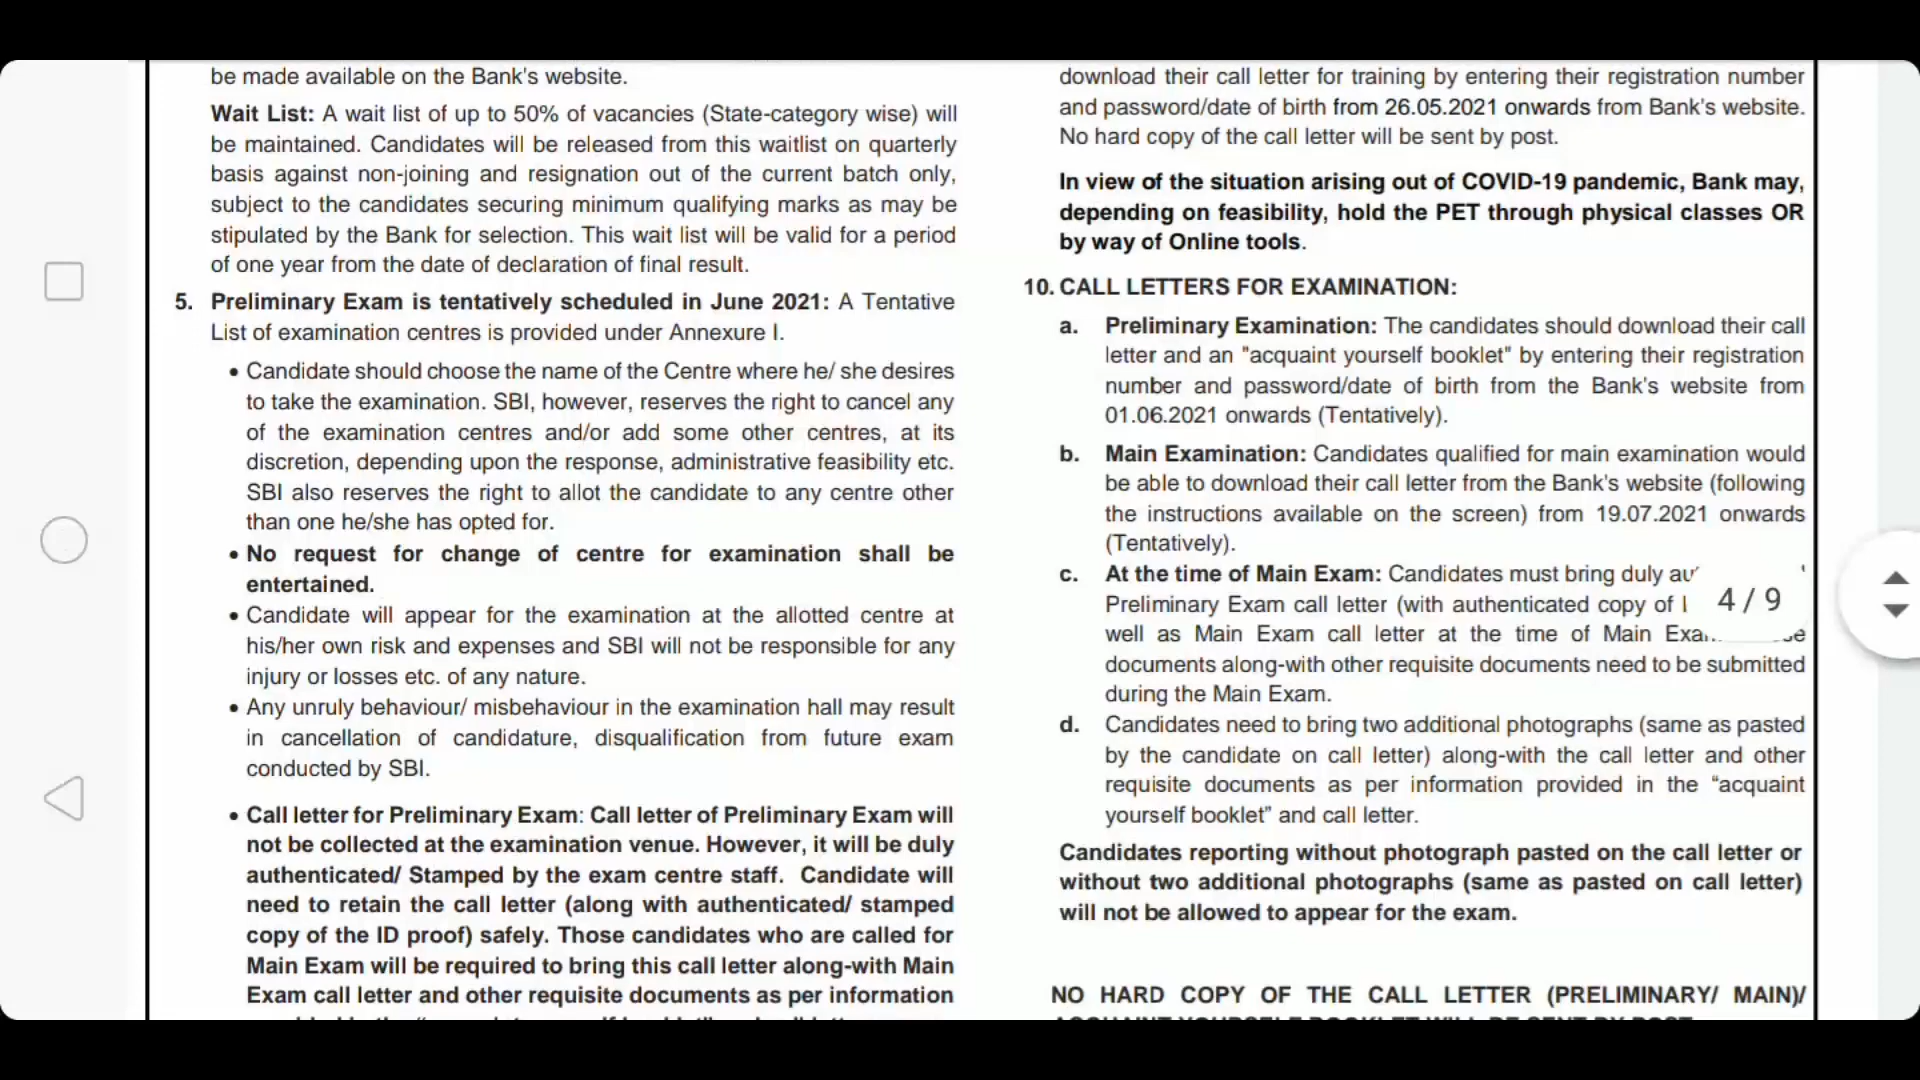 be made available on the Bank's website.
Wait List: A wait list of up to 50% of vacancies (State-category wise) will
be maintained. Candidates will be released from this waitlist on quarterly
basis against non-joining and resignation out of the current batch only,
subject to the candidates securing minimum qualifying marks as may be
stipulated by the Bank for selection. This wait list will be valid for a period
of one year from the date of declaration of final result.
5. Preliminary Exam is tentatively scheduled in June 2021: A Tentative
List of examination centres is provided under Annexure I.
• Candidate should choose the name of the Centre where he/ she desires
to take the examination. SBI, however, reserves the right to cancel any
of the examination centres and/or add some other centres, at its
discretion, depending upon the response, administrative feasibility etc.
SBI also reserves the right to allot the candidate to any centre other
than one he/she has opted for.
• No request for change of centre for examination shall be
entertained.
• Candidate will appear for the examination at the allotted centre at
his/her own risk and expenses and SBI will not be responsible for any
injury or losses etc. of any nature.
• Any unruly behaviour/ misbehaviour in the examination hall may result
in cancellation of candidature, disqualification from future exam
conducted by SBI.
• Call letter for Preliminary Exam: Call letter of Preliminary Exam will
not be collected at the examination venue. However, it will be duly
authenticated/ Stamped by the exam centre staff. Candidate will
need to retain the call letter (along with authenticated/ stamped
copy of the ID proof) safely. Those candidates who are called for
Main Exam will be required to bring this call letter along-with Main
Exam call letter and other requisite documents as per information
download their call letter for training by entering their registration number
and password/date of birth from 26.05.2021 onwards from Bank's website.
No hard copy of the call letter will be sent by post.
In view of the situation arising out of COVID-19 pandemic, Bank may,
depending on feasibility, hold the PET through physical classes OR
by way of Online tools.
10. CALL LETTERS FOR EXAMINATION:
a. Preliminary Examination: The candidates should download their call
letter and an "acquaint yourself booklet" by entering their registration
number and password/date of birth from the Bank's website from
01.06.2021 onwards (Tentatively).
b. Main Examination: Candidates qualified for main examination would
be able to download their call letter from the Bank's website (following
the instructions available on the screen) from 19.07.2021 onwards
(Tentatively).
c. At the time of Main Exam: Candidates must bring duly
Preliminary Exam call letter (with authenticated copy of
well as Main Exam call letter at the time of Main
documents along-with other requisite documents need to be submitted
during the Main Exam.
d. Candidates need to bring two additional photographs (same as pasted
by the candidate on call letter) along-with the call letter and other
requisite documents as per information provided in the “acquaint
yourself booklet” and call letter.
Candidates reporting without photograph pasted on the call letter or
without two additional photographs (same as pasted on call letter)
will not be allowed to appear for the exam.
NO HARD COPY OF THE CALL LETTER (PRELIMINARY/ MAIN)/
ACQUAINT YOURSELF BOOKLET WILL BE SENT BY POST
4 / 9